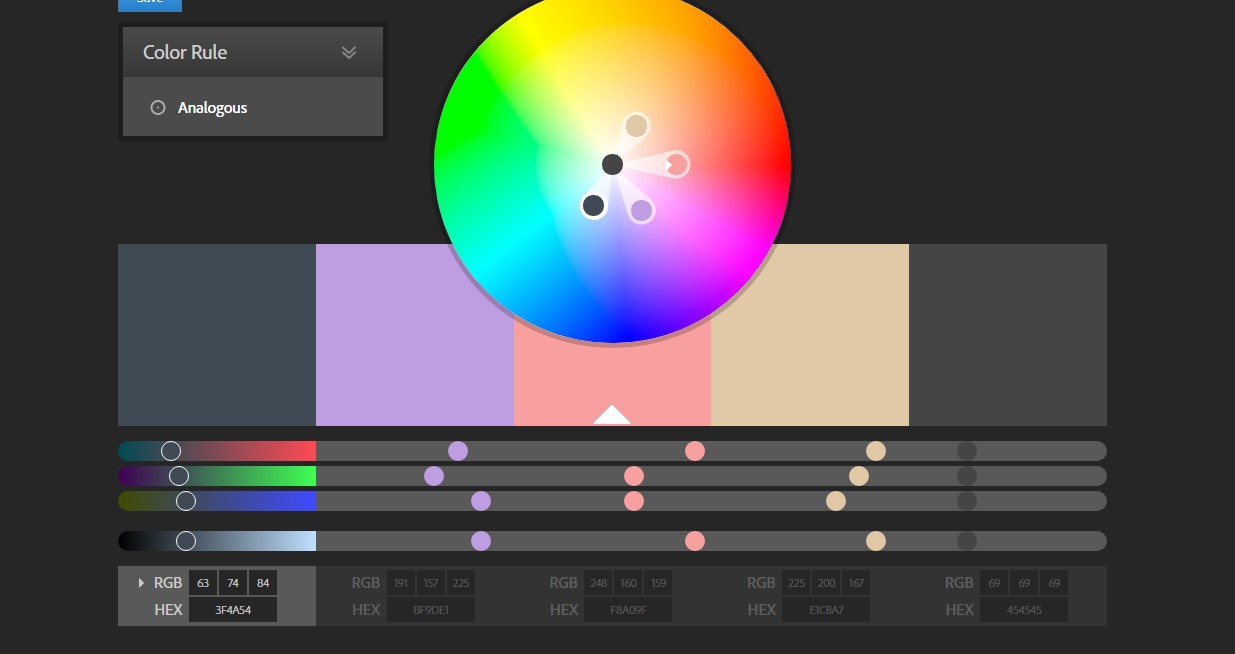 Save
Color Rule
Analogous
RGB 63 74 84
HEX 3F4A54
RGB 191 157 225
HEX BF9DE1
RGB 248 160 159
HEX F8A09F
RGB 225 200 167
HEX E1C8A7
RGB 69 69 69
HEX 454545